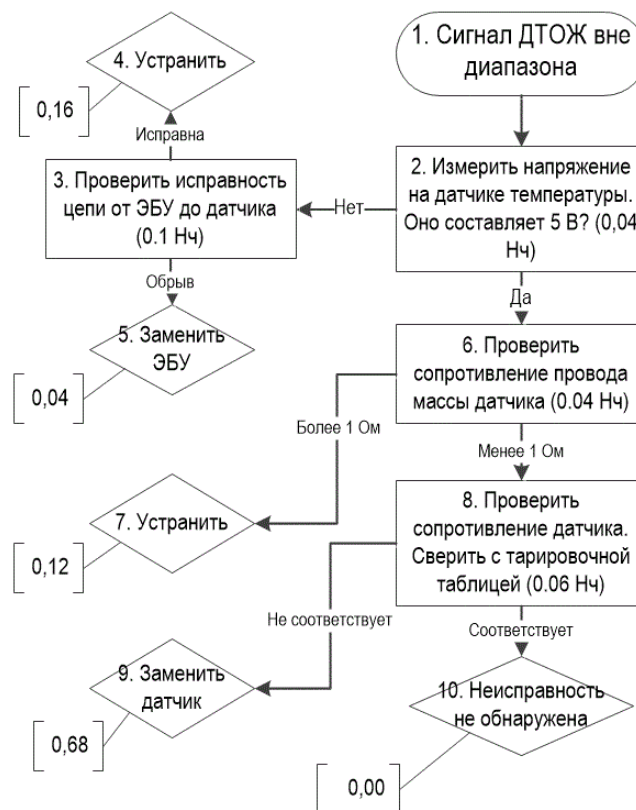 1. Сигнал ДТОЖ вне
диапазона
2. Измерить напряжение
на датчике температуры.
Оно составляет 5 В? (0,04
Нч)
Нет
3. Проверить исправность
цепи от ЭБУ до датчика
(0.1 Нч)
Исправна
4. Устранить
0,16
Обрыв
5. Заменить
ЭБУ
0,04
Да
6. Проверить
сопротивление провода
массы датчика (0.04 Нч)
Более 1 Ом
7. Устранить
0,12
Менее 1 Ом
8. Проверить
сопротивление датчика.
Сверить с тарировочной
таблицей (0.06 Нч)
Не соответствует
9. Заменить
датчик
0,68
Соответствует
10. Неисправность
не обнаружена
0,00